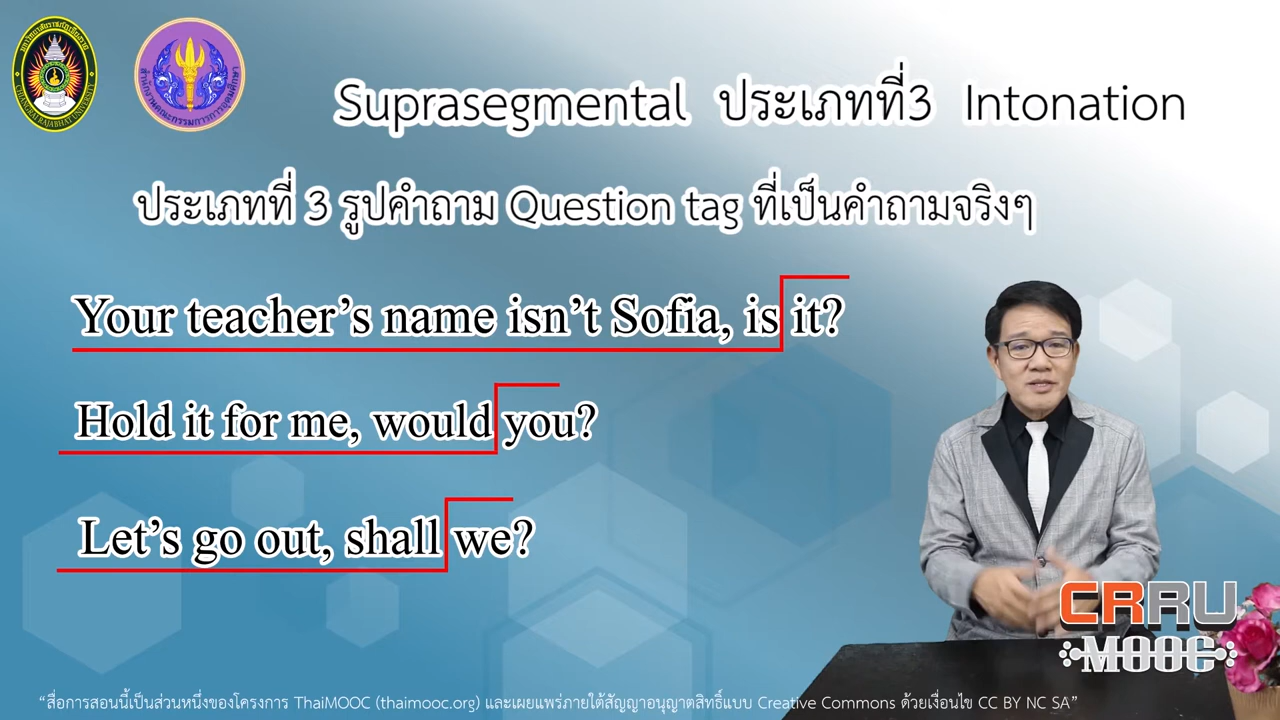 Suprasegmental ประเภทที่3 Intonation
ประเภทที่ 3 รูปคำถาม Question tag ที่เป็นคำถามจริงๆ
Your teacher's name isn't Sofia, is it?
Hold it for me, would you?
Let's go out, shall we?
CRRU
MOOC
“สื่อการสอนนี้เป็นส่วนหนึ่งของโครงการ ThaiMOOC (thaimooc.org) และเผยแพร่ภายใต้สัญญาอนุญาตสิทธิ์แบบ Creative Commons ด้วยเงื่อนไข CC BY NC SA”